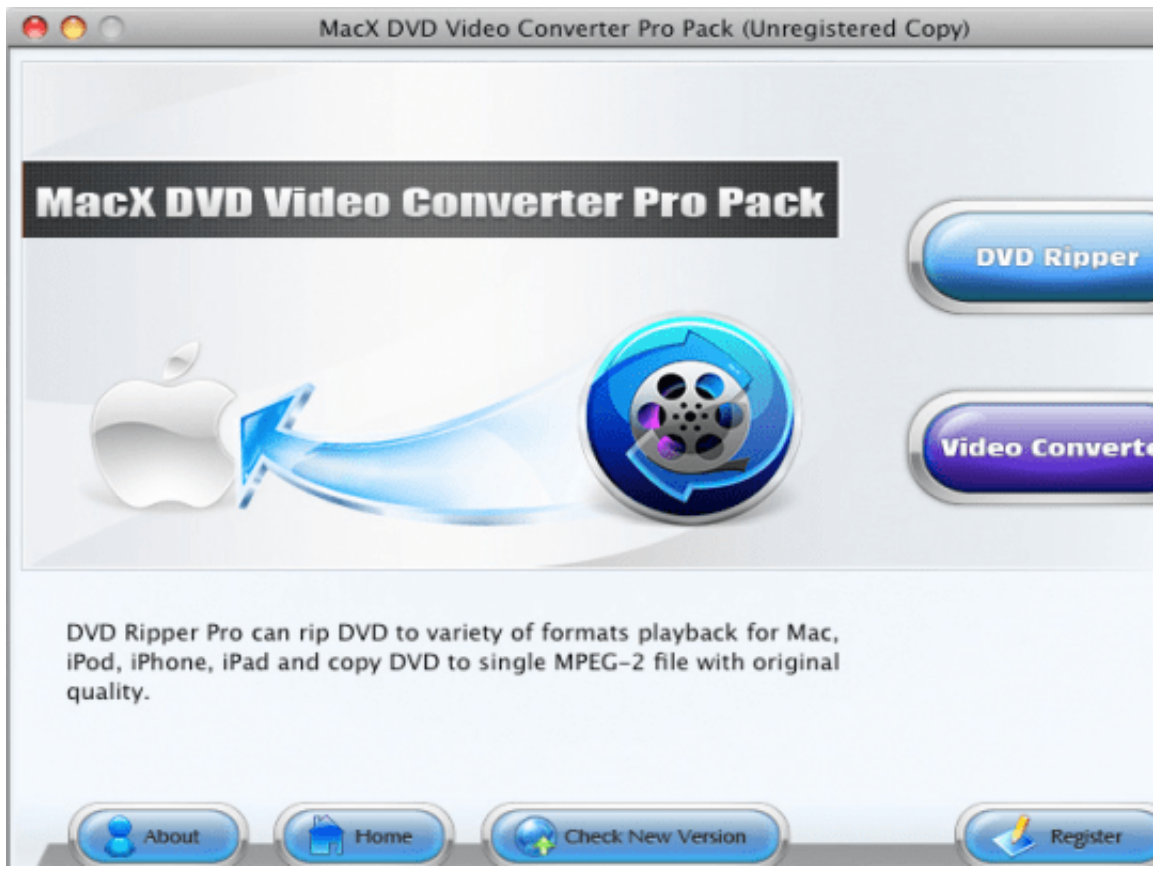 MacX DVD Video Converter Pro Pack (Unregistered Copy)
MacX DVD Video Converter Pro Pack
DVD Ripper
Video Converte
DVD Ripper Pro can rip DVD to variety of formats playback for Mac,
iPod, iPhone, iPad and copy DVD to single MPEG-2 file with original
quality.
About
Home
Check New Version
Register